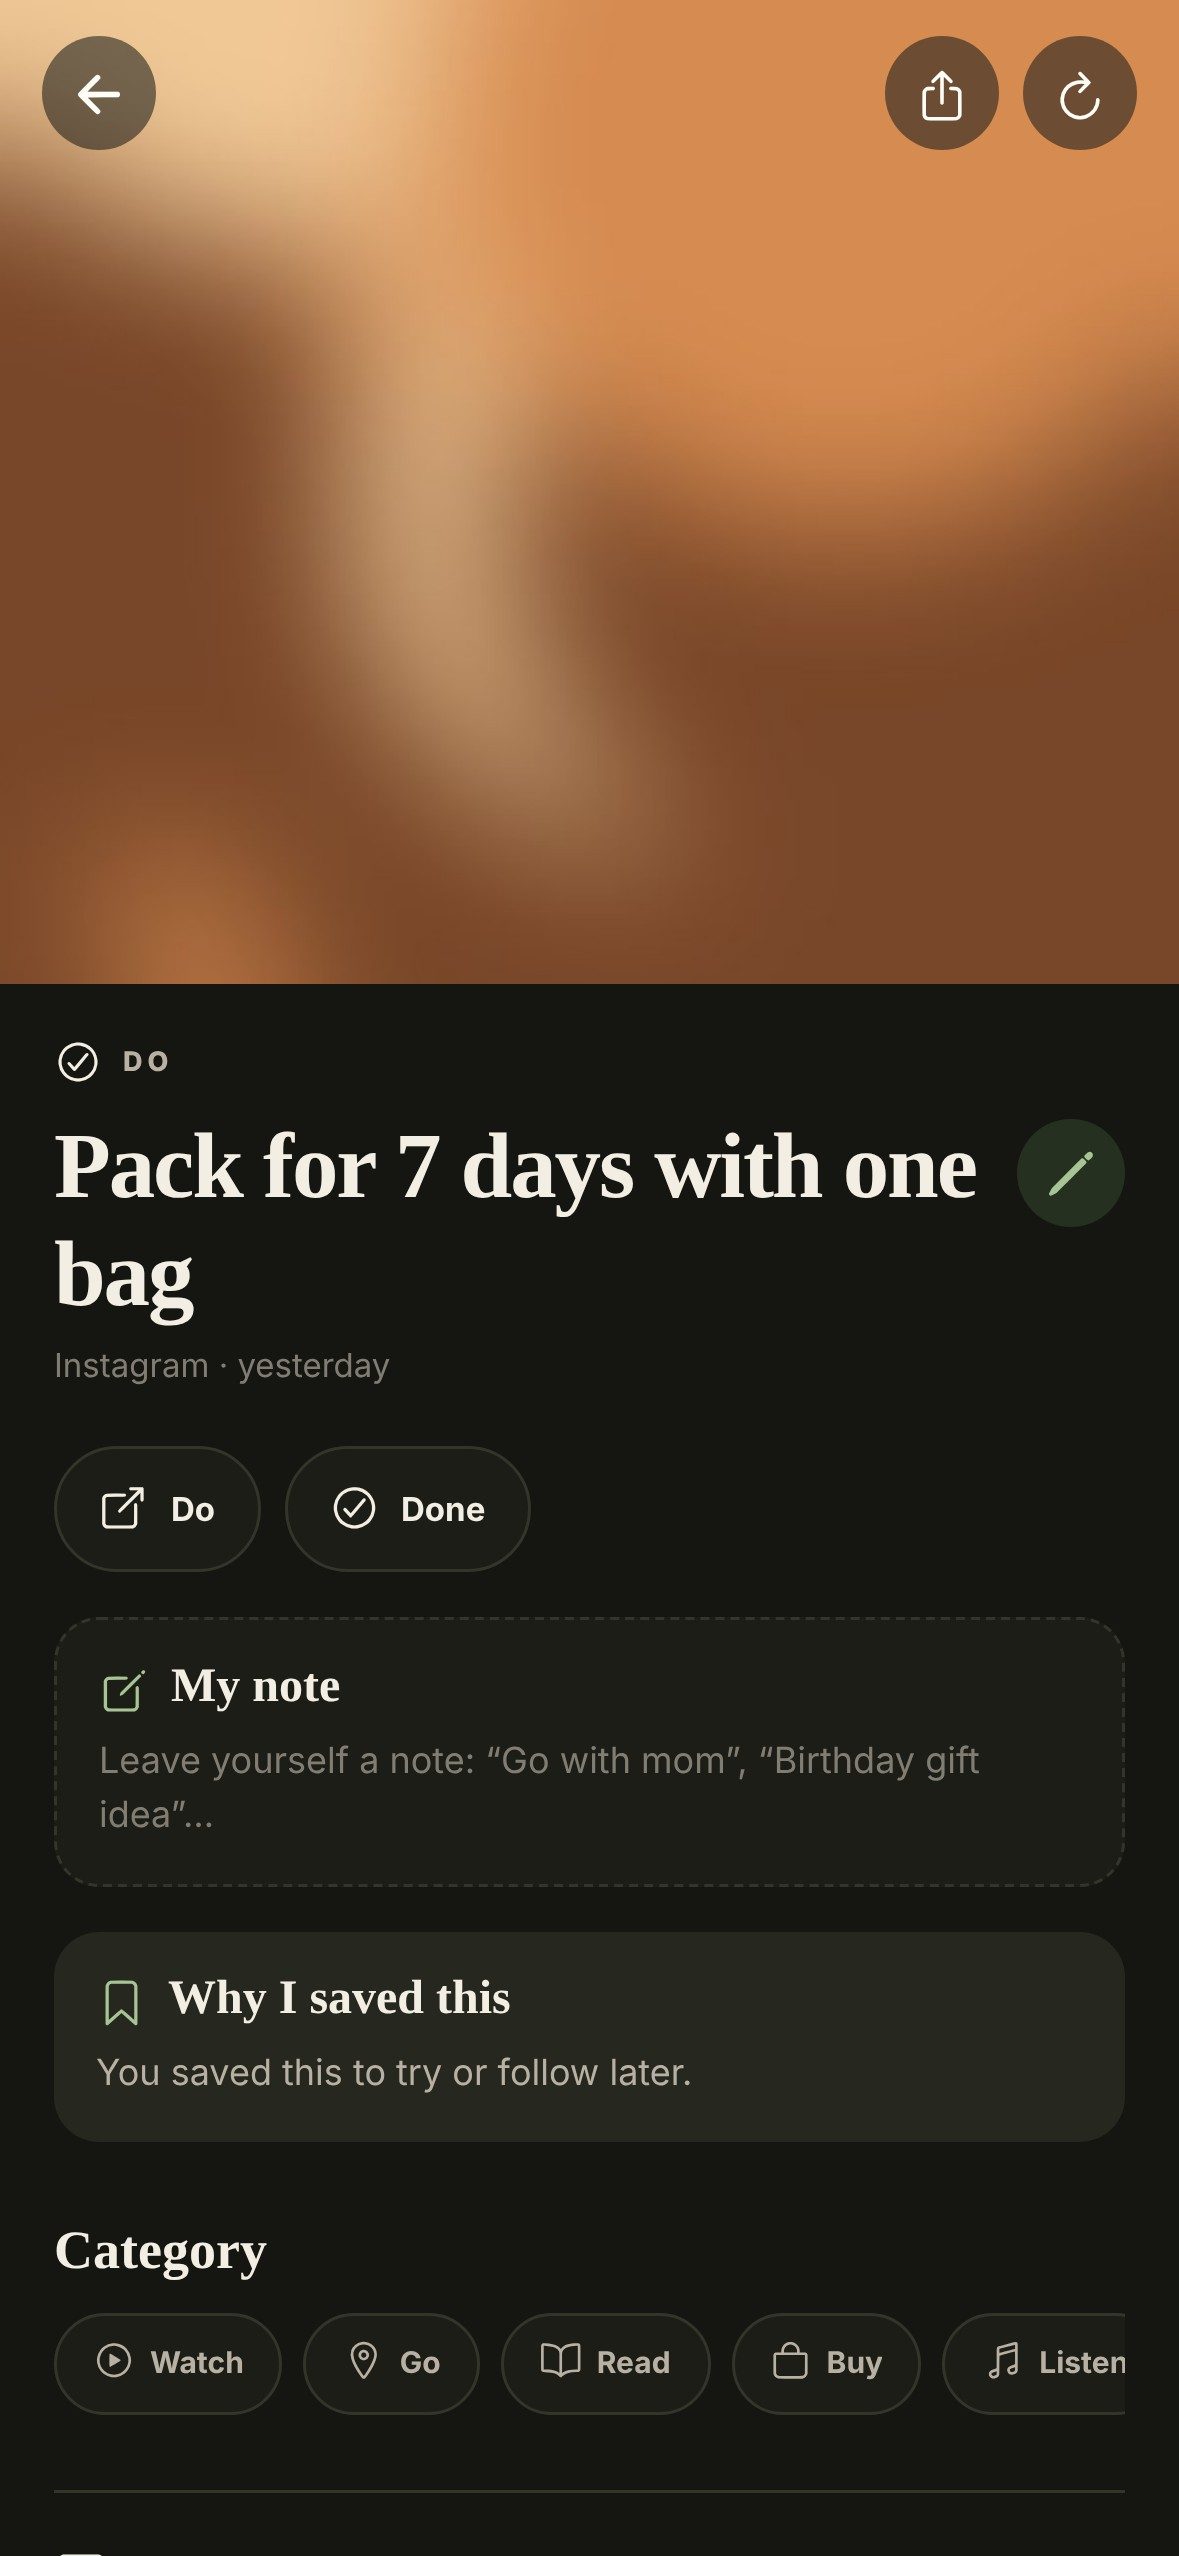 DO
Pack for 7 days with one
bag
Instagram · yesterday
Do
Done
My note
Leave yourself a note: “Go with mom”, “Birthday gift
idea”...
Why I saved this
You saved this to try or follow later.
Category
Watch
Go
Read
Buy
Listen